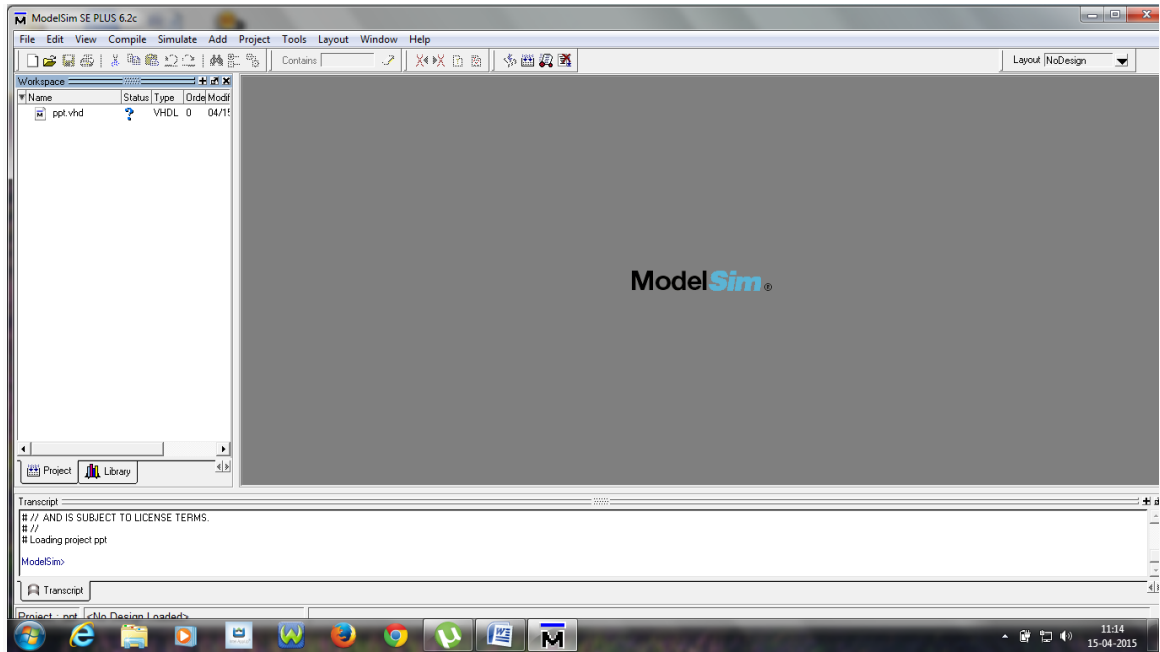 ModelSim SE PLUS 6.2c
File Edit View Compile Simulate Add Project Tools Layout Window Help
Contains
Layout NoDesign
Workspace
Name Status Type Orde Modif
ppt.vhd ? VHDL 0 04/15
ModelSim®
Project Library
Transcript
# // AND IS SUBJECT TO LICENSE TERMS.
# //
# Loading project ppt
ModelSim>
Transcript
Project : ppt <No Design Loaded>
11:14
15-04-2015